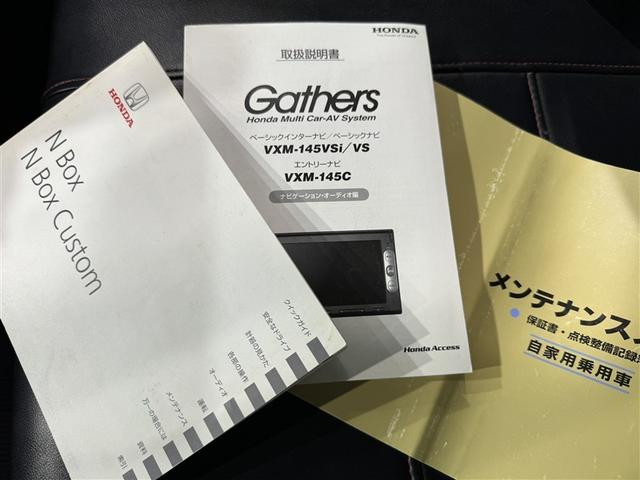 HONDA
N Box
N Box Custom
クイックガイド
安全なドライブ
計器の見かた
各部の操作
オーディオ
運転
メンテナンス
万一の場合には
資料
索引
HONDA
取扱説明書
Gathers
Honda Multi Car-AV System
ベーシックインターナビ/ベーシックナビ
VXM-145VSi/VS
エントリーナビ
VXM-145C
ナビゲーション・オーディオ編
Honda Access
メンテナンス
保証書・点検整備記録
自家用乗用車